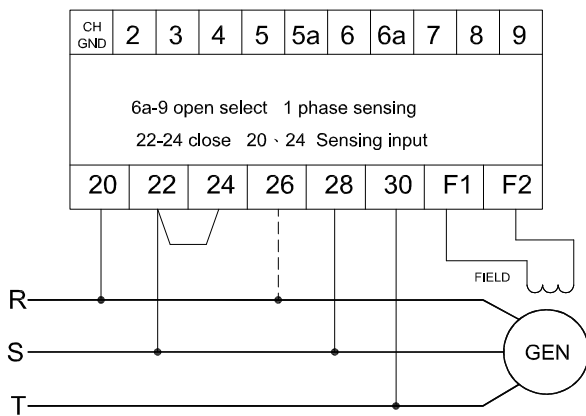 CH GND 2 3 4 5 5a 6 6a 7 8 9
6a-9 open select 1 phase sensing
22-24 close 20、24 Sensing input
20 22 24 26 28 30 F1 F2
FIELD
R
S
GEN
T